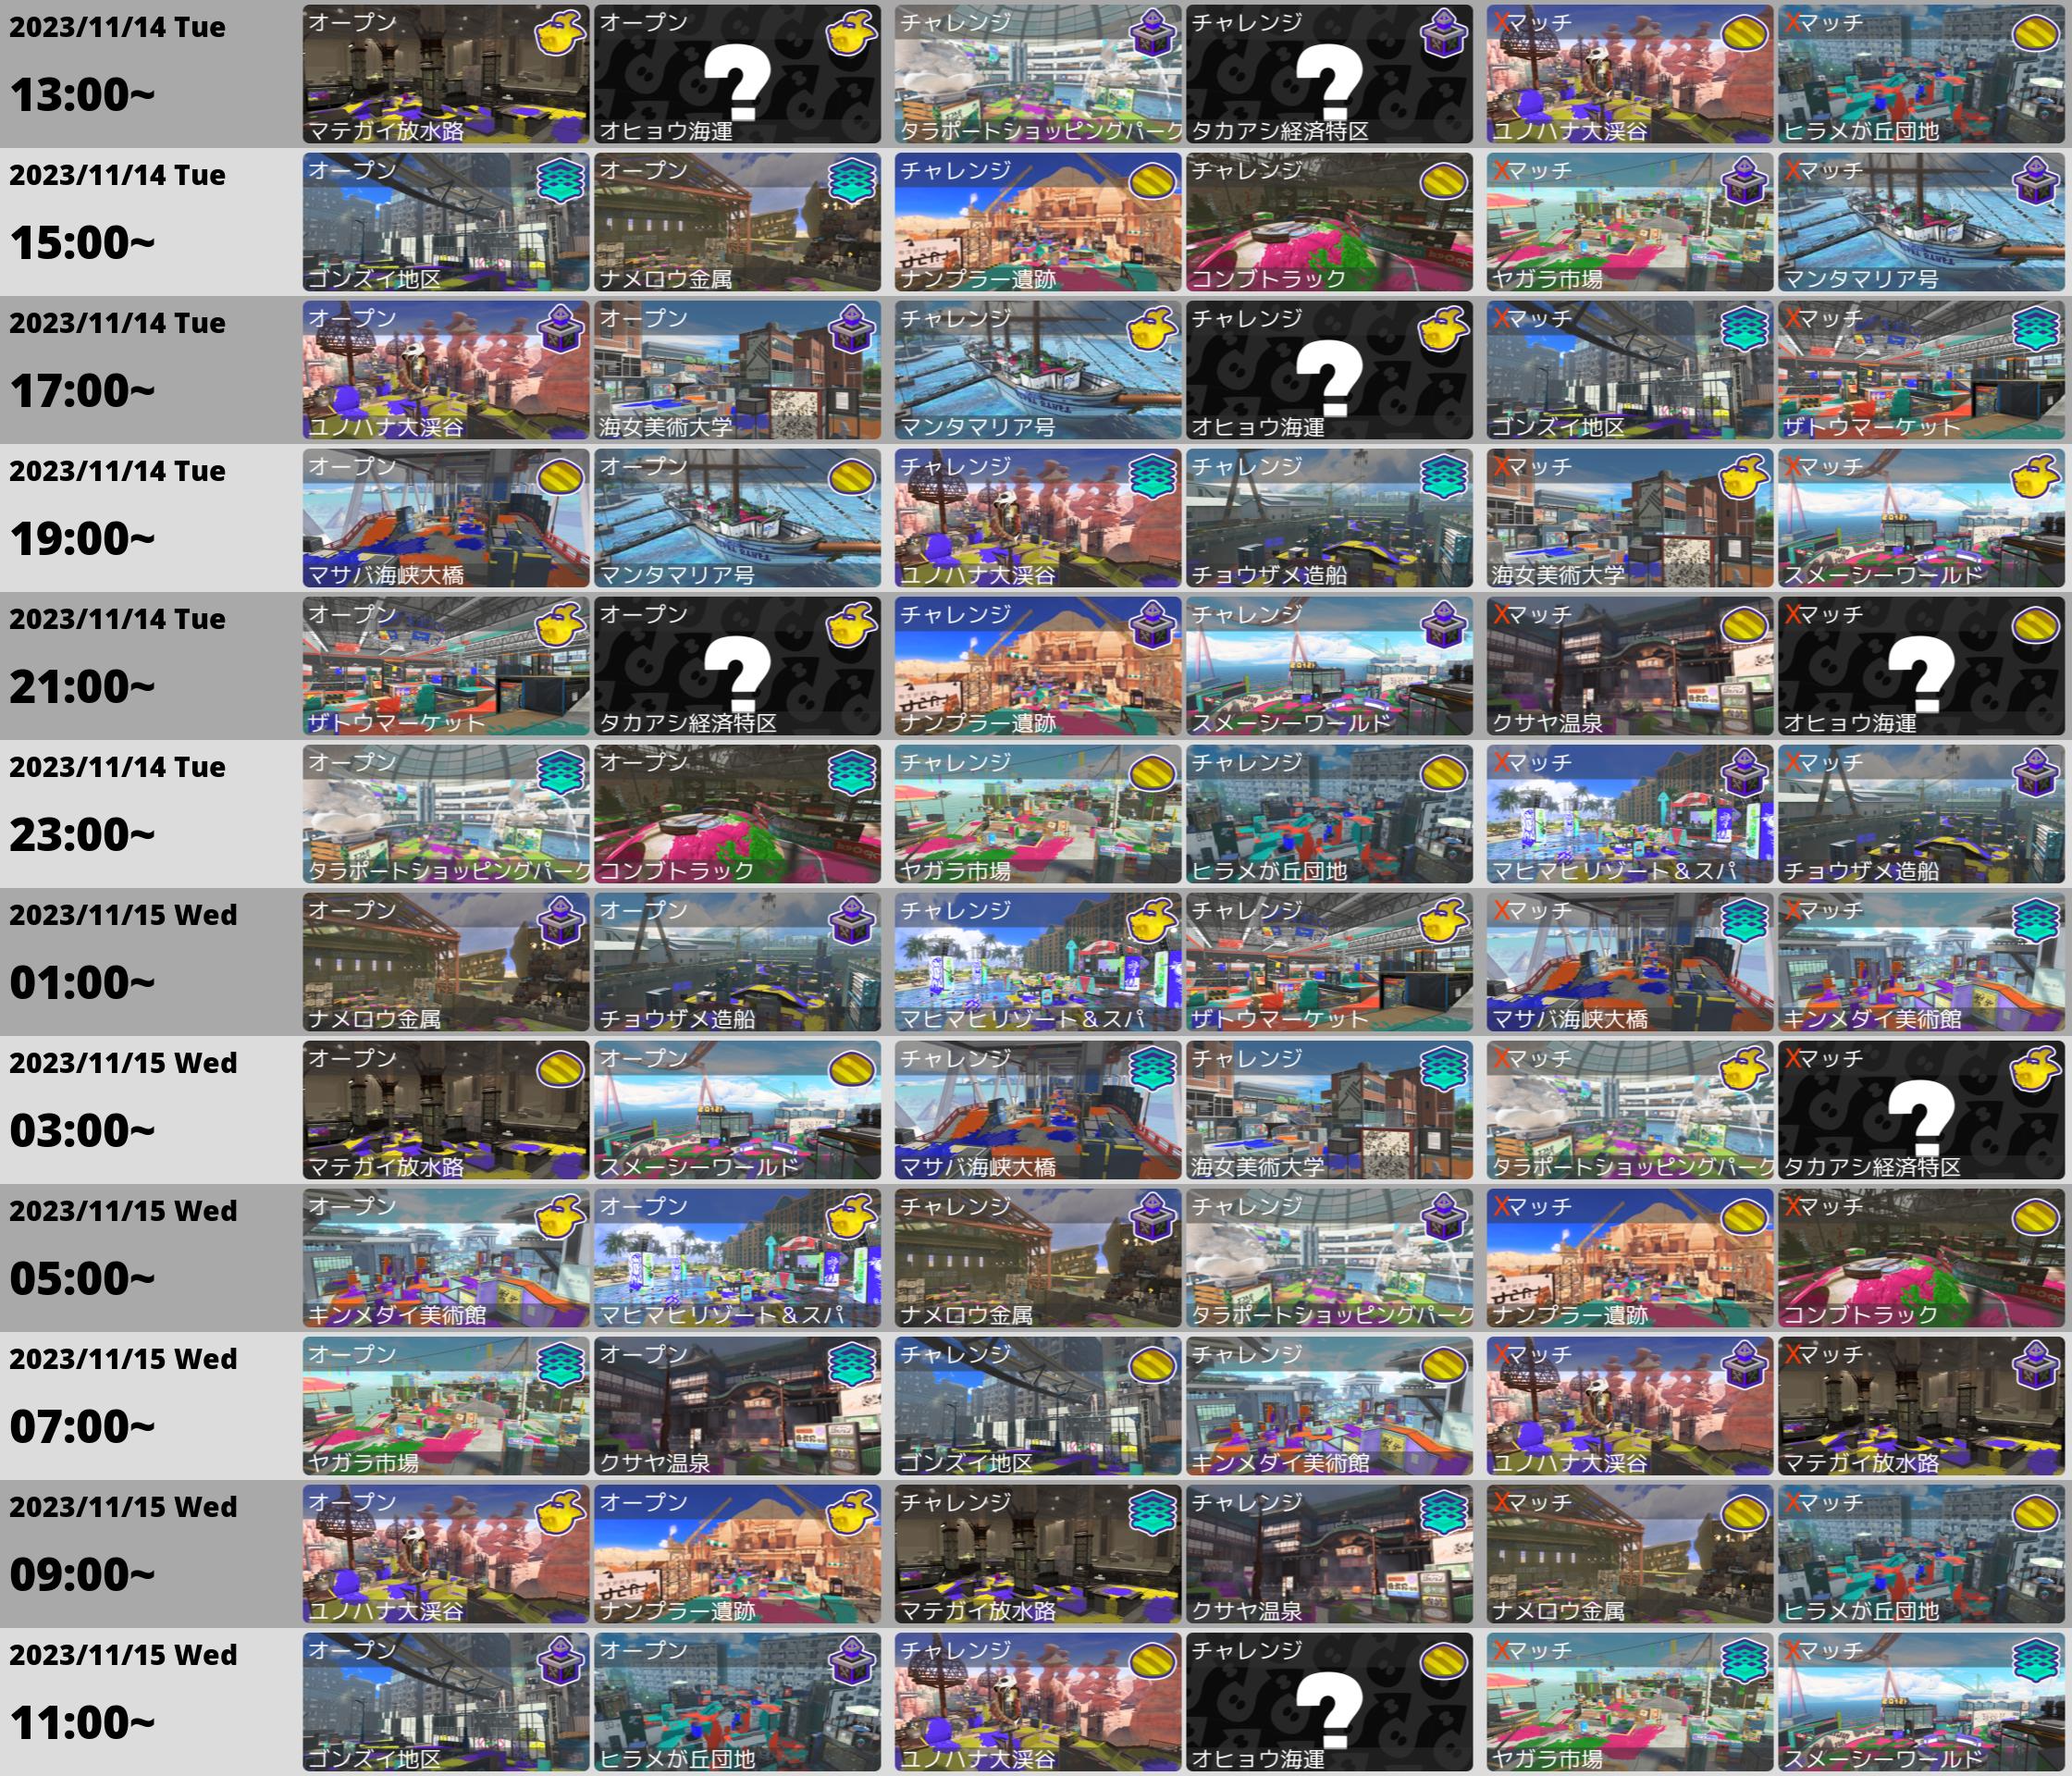 2023/11/14 Tue
13:00~
オープン
マテガイ放水路
オープン
?
オヒョウ海運
チャレンジ
タラポートショッピングパーク
チャレンジ
?
タカアシ経済特区
Xマッチ
ユノハナ大渓谷
Xマッチ
ヒラメが丘団地
2023/11/14 Tue
15:00~
オープン
ゴンズイ地区
オープン
ナメロウ金属
チャレンジ
ナンプラー遺跡
チャレンジ
コンブトラック
Xマッチ
ヤガラ市場
Xマッチ
マンタマリア号
2023/11/14 Tue
17:00~
オープン
ユノハナ大渓谷
オープン
海女美術大学
チャレンジ
マンタマリア号
チャレンジ
?
オヒョウ海運
Xマッチ
ゴンズイ地区
Xマッチ
ザトウマーケット
2023/11/14 Tue
19:00~
オープン
マサバ海峡大橋
オープン
マンタマリア号
チャレンジ
ユノハナ大渓谷
チャレンジ
チョウザメ造船
Xマッチ
海女美術大学
Xマッチ
スメーシーワールド
2023/11/14 Tue
21:00~
オープン
ザトウマーケット
オープン
?
タカアシ経済特区
チャレンジ
ナンプラー遺跡
チャレンジ
スメーシーワールド
Xマッチ
クサヤ温泉
Xマッチ
?
オヒョウ海運
2023/11/14 Tue
23:00~
オープン
タラポートショッピングパーク
オープン
コンブトラック
チャレンジ
ヤガラ市場
チャレンジ
ヒラメが丘団地
Xマッチ
マヒマヒリゾート＆スパ
Xマッチ
チョウザメ造船
2023/11/15 Wed
01:00~
オープン
ナメロウ金属
オープン
チョウザメ造船
チャレンジ
マヒマヒリゾート＆スパ
チャレンジ
ザトウマーケット
Xマッチ
マサバ海峡大橋
Xマッチ
キンメダイ美術館
2023/11/15 Wed
03:00~
オープン
マテガイ放水路
オープン
スメーシーワールド
チャレンジ
マサバ海峡大橋
チャレンジ
海女美術大学
Xマッチ
タラポートショッピングパーク
Xマッチ
?
タカアシ経済特区
2023/11/15 Wed
05:00~
オープン
キンメダイ美術館
オープン
マヒマヒリゾート＆スパ
チャレンジ
ナメロウ金属
チャレンジ
タラポートショッピングパーク
Xマッチ
ナンプラー遺跡
Xマッチ
コンブトラック
2023/11/15 Wed
07:00~
オープン
ヤガラ市場
オープン
クサヤ温泉
チャレンジ
ゴンズイ地区
チャレンジ
キンメダイ美術館
Xマッチ
ユノハナ大渓谷
Xマッチ
マテガイ放水路
2023/11/15 Wed
09:00~
オープン
ユノハナ大渓谷
オープン
ナンプラー遺跡
チャレンジ
マテガイ放水路
チャレンジ
クサヤ温泉
Xマッチ
ナメロウ金属
Xマッチ
ヒラメが丘団地
2023/11/15 Wed
11:00~
オープン
ゴンズイ地区
オープン
ヒラメが丘団地
チャレンジ
ユノハナ大渓谷
チャレンジ
?
オヒョウ海運
Xマッチ
ヤガラ市場
Xマッチ
スメーシーワールド